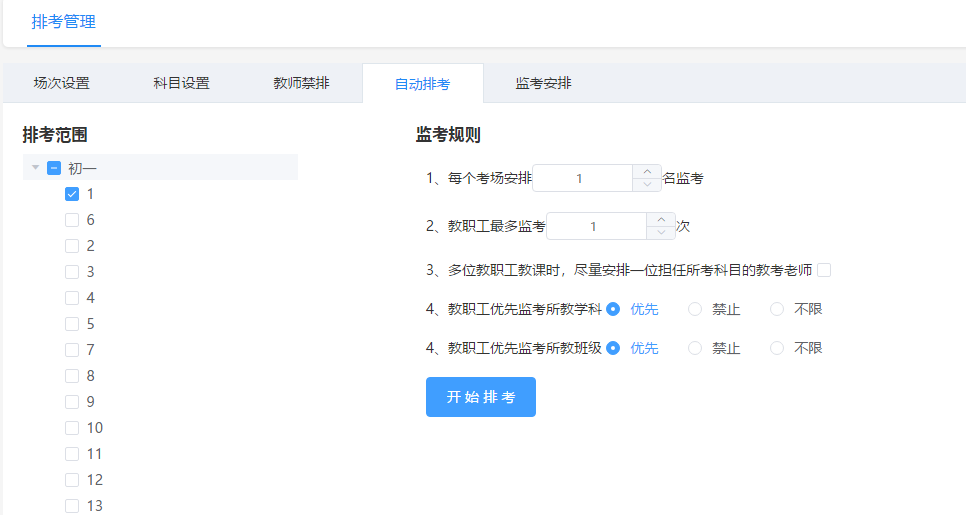 排考管理
场次设置 科目设置 教师禁排 自动排考 监考安排
排考范围
初一
1
6
2
3
4
5
7
8
9
10
11
12
13
监考规则
1、每个考场安排 1 名监考
2、教职工最多监考 1 次
3、多位教职工教课时，尽量安排一位担任所考科目的教考老师
4、教职工优先监考所教学科 优先 禁止 不限
4、教职工优先监考所教班级 优先 禁止 不限
开始排考